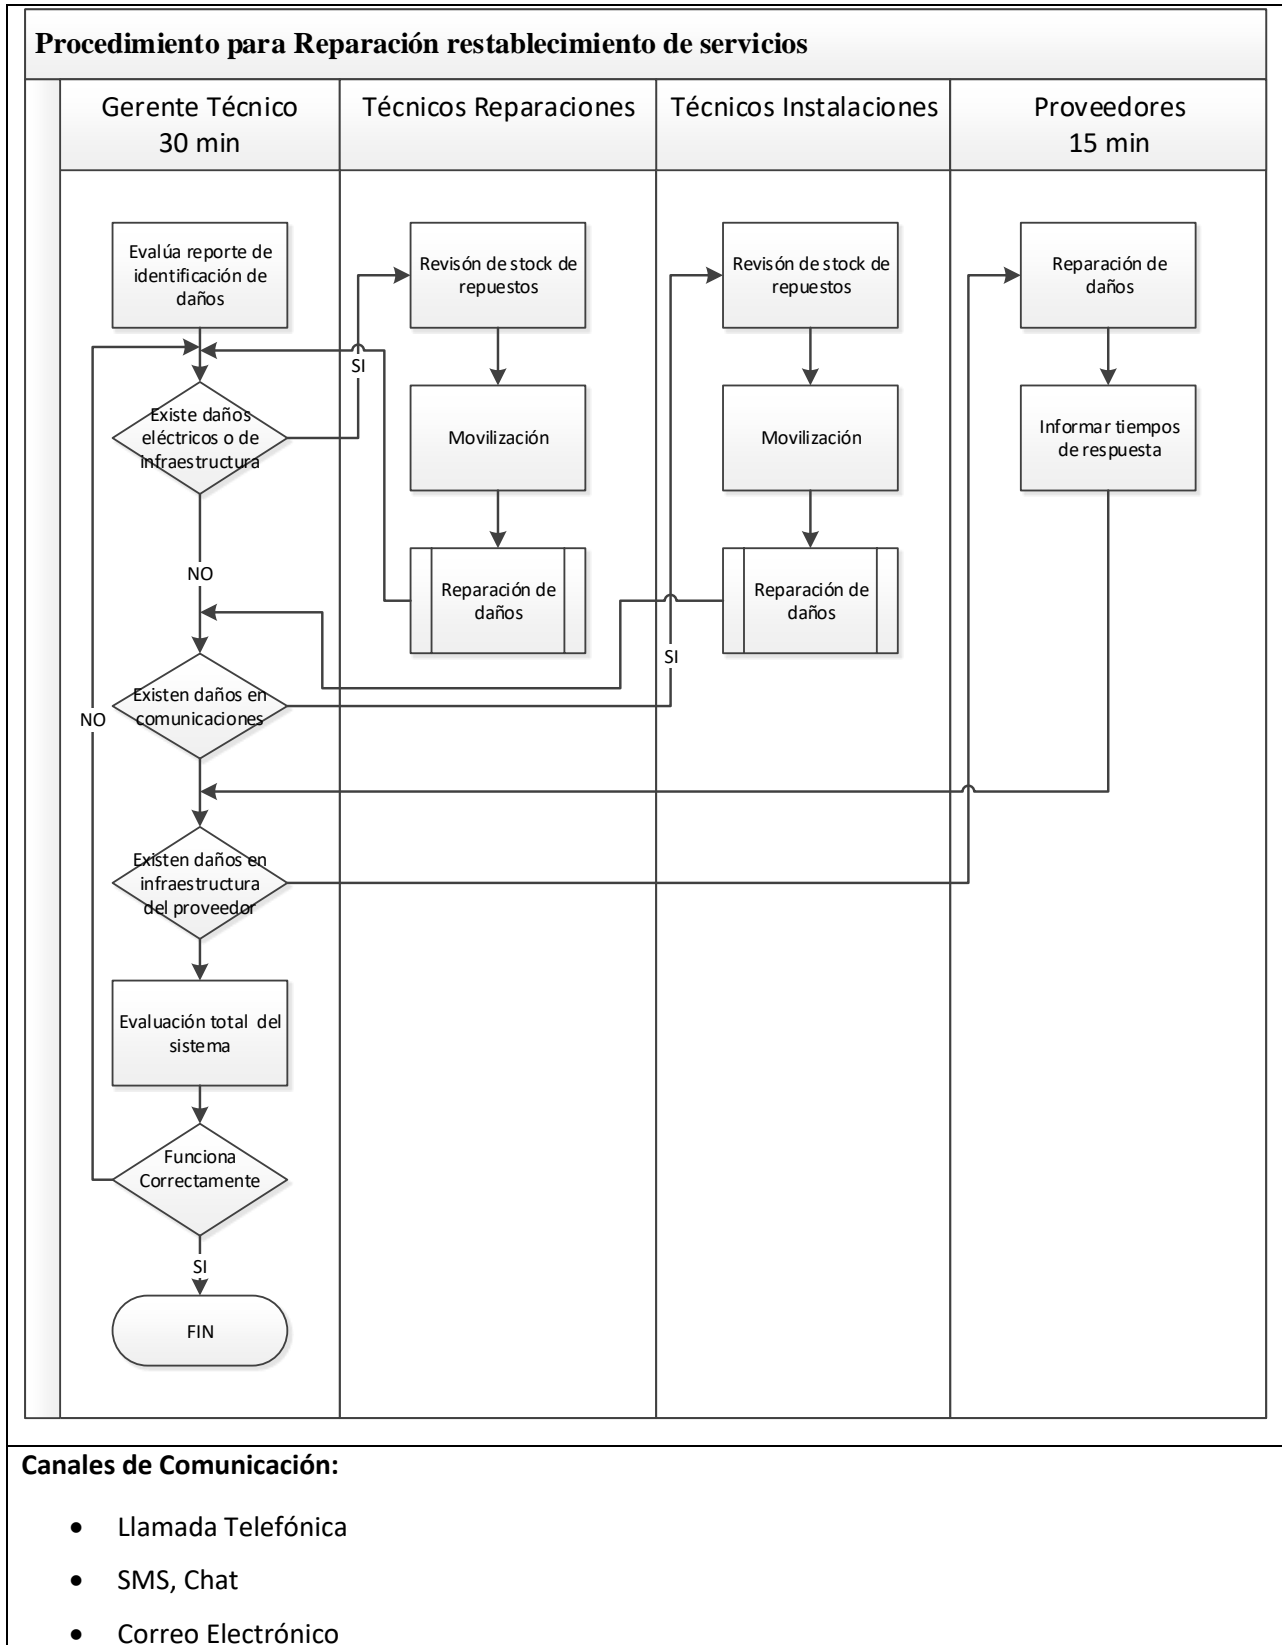 Procedimiento para Reparación restablecimiento de servicios
Gerente Técnico
30 min
Técnicos Reparaciones
Técnicos Instalaciones
Proveedores
15 min
Evalúa reporte de
identificación de
daños
Revisón de stock de
repuestos
Revisón de stock de
repuestos
Reparación de
daños
SI
Existe daños
eléctricos o de
infraestructura
Movilización
Movilización
Informar tiempos
de respuesta
NO
Reparación de
daños
Reparación de
daños
SI
Existen daños en
comunicaciones
NO
Existen daños en
infraestructura
del proveedor
Evaluación total del
sistema
Funciona
Correctamente
SI
FIN
Canales de Comunicación:
• Llamada Telefónica
• SMS, Chat
• Correo Electrónico